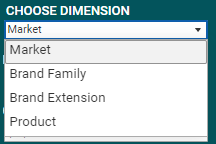 CHOOSE DIMENSION
Market
Market
Brand Family
Brand Extension
Product